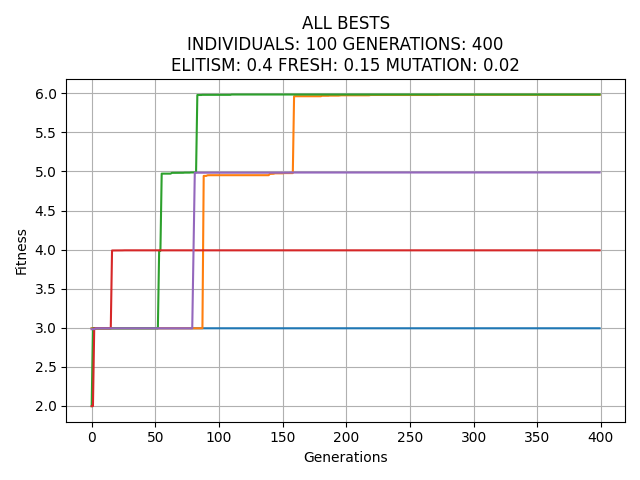 ALL BESTS
INDIVIDUALS: 100 GENERATIONS: 400
ELITISM: 0.4 FRESH: 0.15 MUTATION: 0.02
6.0
5.5
5.0
4.5
4.0
3.5
3.0
2.5
2.0
Fitness
0 50 100 150 200 250 300 350 400
Generations